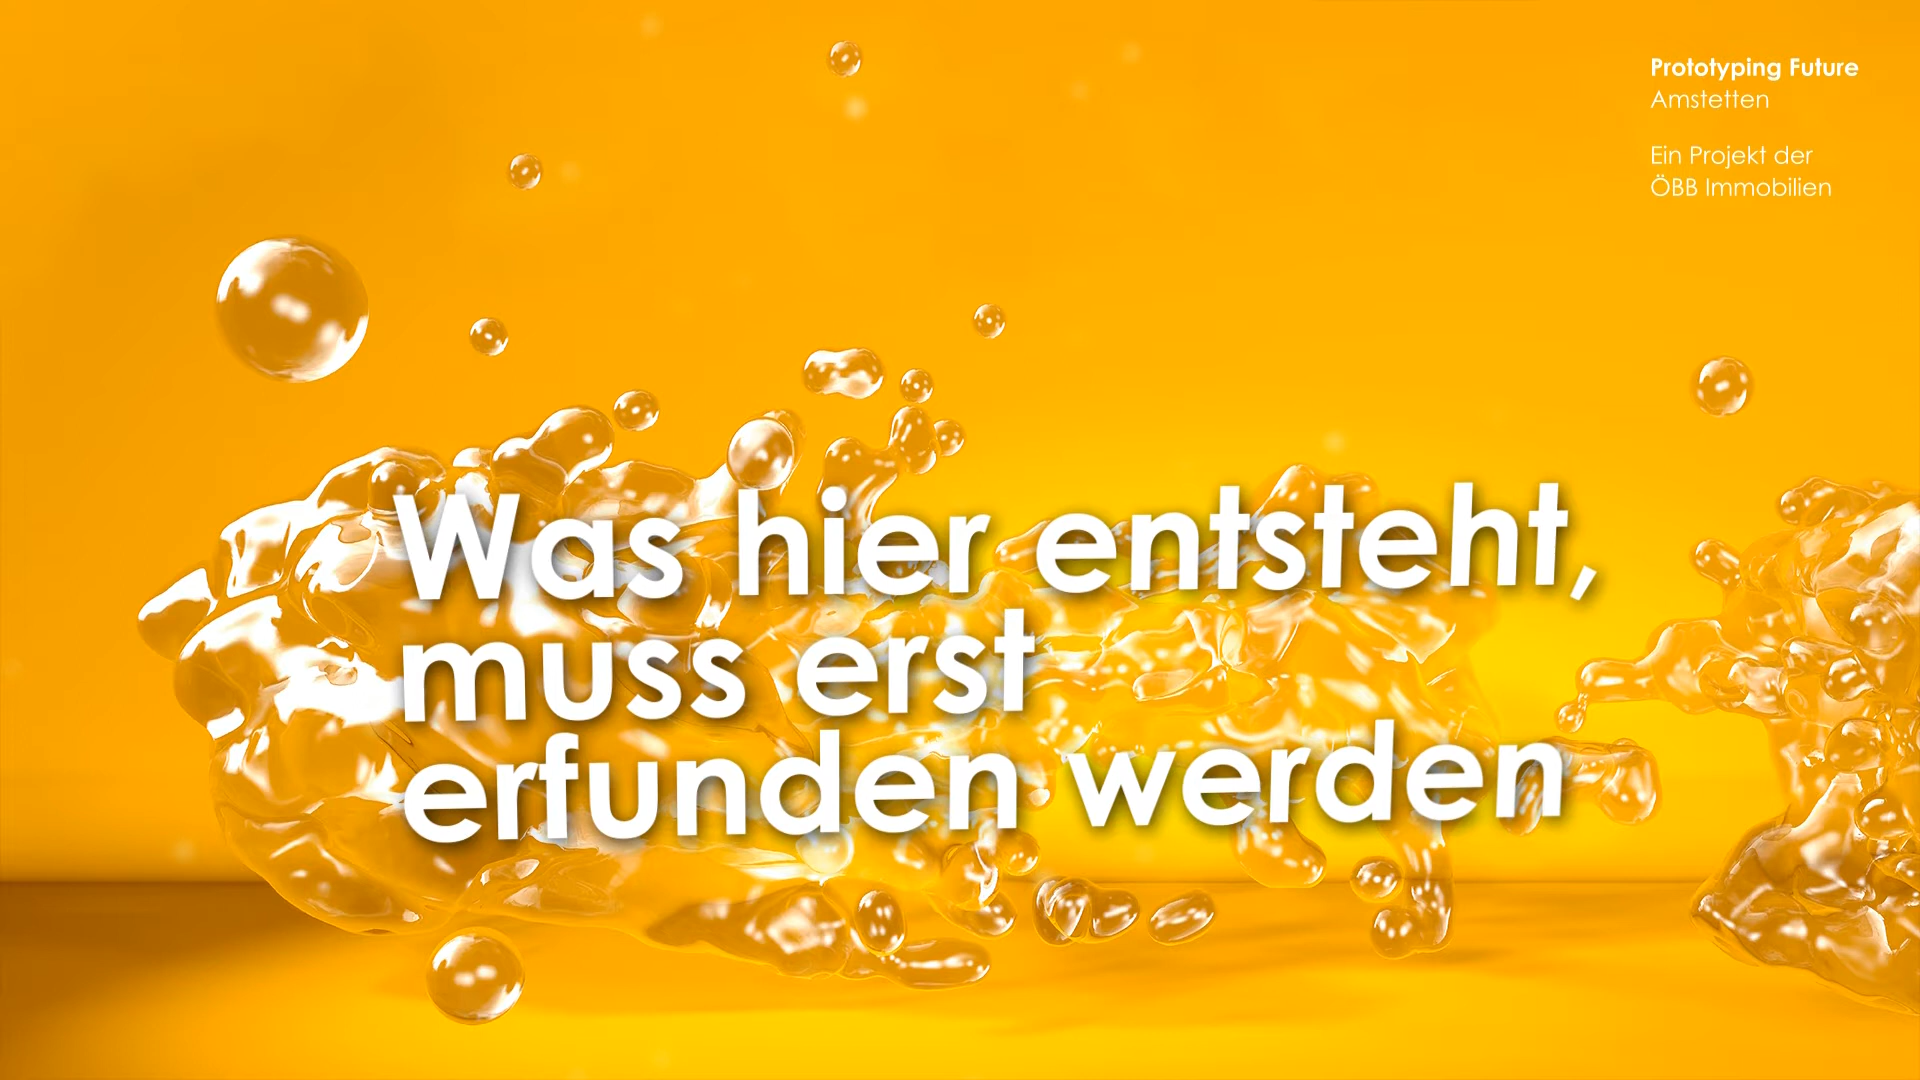 Prototyping Future
Amstetten
Ein Projekt der
ÖBB Immobilien
Was hier entsteht,
muss erst
erfunden werden